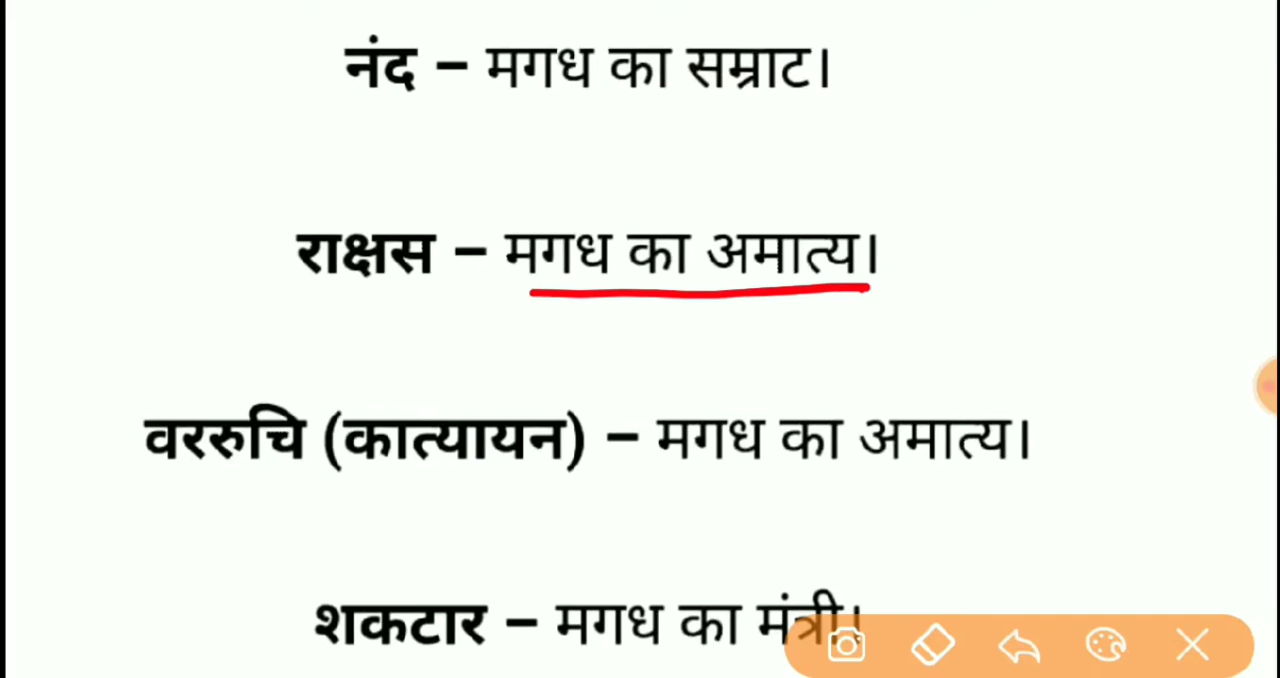 नंद – मगध का सम्राट।
राक्षस – मगध का अमात्य।
वररुचि (कात्यायन) – मगध का अमात्य।
शकटार – मगध का मंत्री।